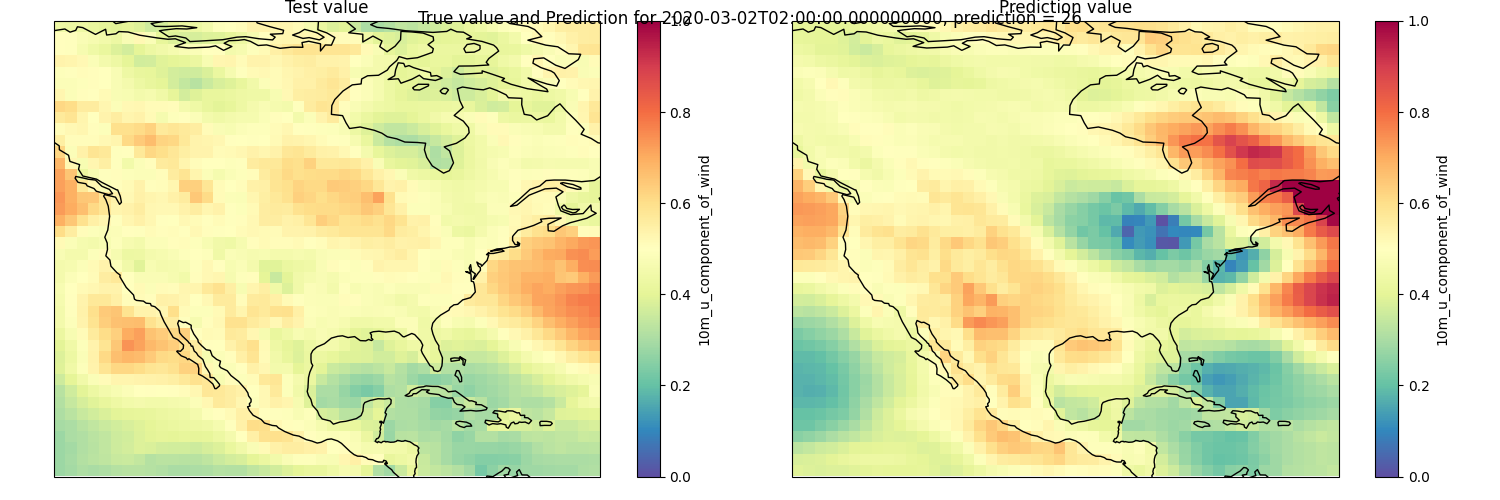 Test value
Prediction value
True value and Prediction for 2020-03-02T02:00:00.000000000, prediction = 26
1.0
0.8
0.6
0.4
0.2
0.0
10m_u_component_of_wind
1.0
0.8
0.6
0.4
0.2
0.0
10m_u_component_of_wind